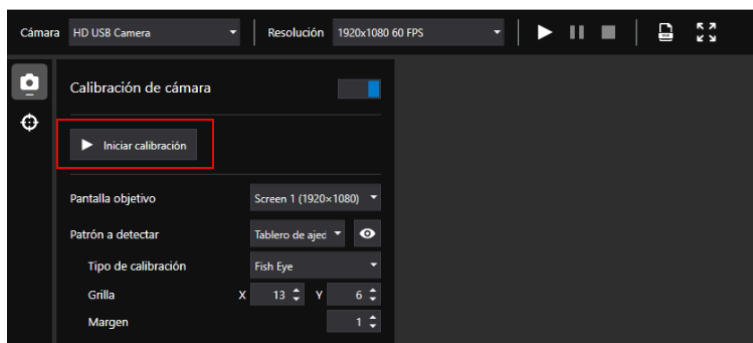 Cámara HD USB Camera Resolución 1920x1080 60 FPS
Calibración de cámara
Iniciar calibración
Pantalla objetivo Screen 1 (1920×1080)
Patrón a detectar Tablero de ajed
Tipo de calibración Fish Eye
Grilla X 13 Y 6
Margen 1